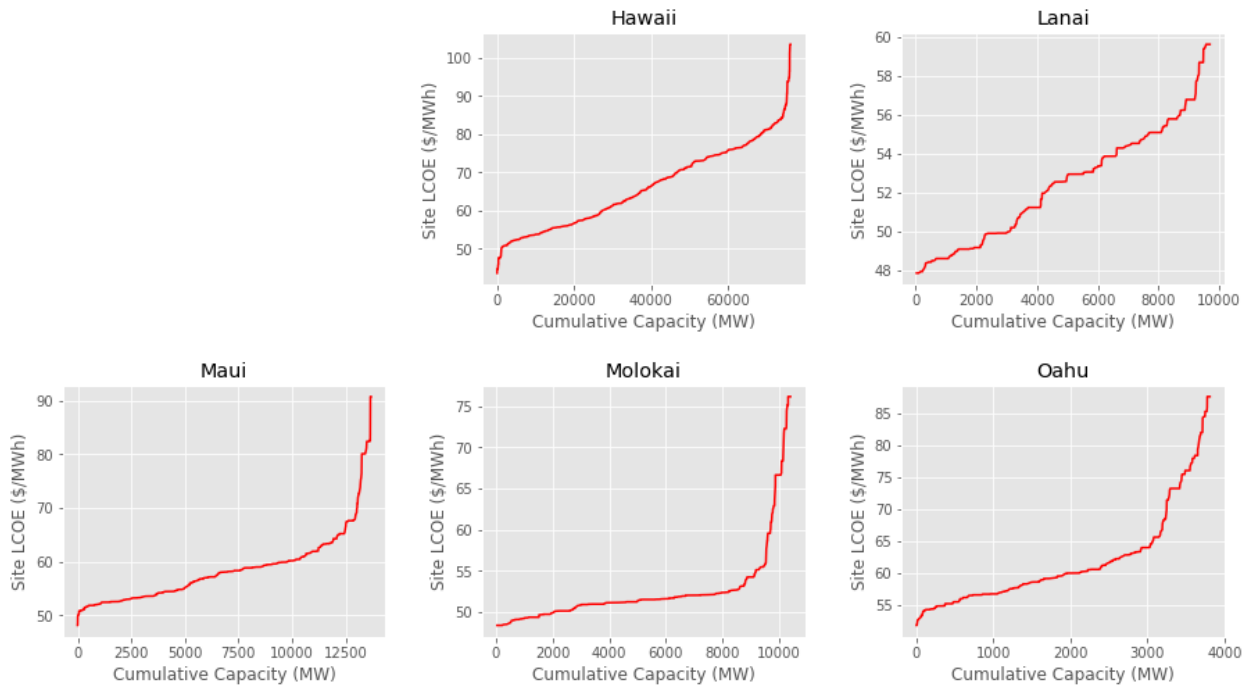 Hawaii
Site LCOE ($/MWh)
100
90
80
70
60
50
0 20000 40000 60000
Cumulative Capacity (MW)
Lanai
Site LCOE ($/MWh)
60
58
56
54
52
50
48
0 2000 4000 6000 8000 10000
Cumulative Capacity (MW)
Maui
Site LCOE ($/MWh)
90
80
70
60
50
0 2500 5000 7500 10000 12500
Cumulative Capacity (MW)
Molokai
Site LCOE ($/MWh)
75
70
65
60
55
50
0 2000 4000 6000 8000 10000
Cumulative Capacity (MW)
Oahu
Site LCOE ($/MWh)
85
80
75
70
65
60
55
0 1000 2000 3000 4000
Cumulative Capacity (MW)